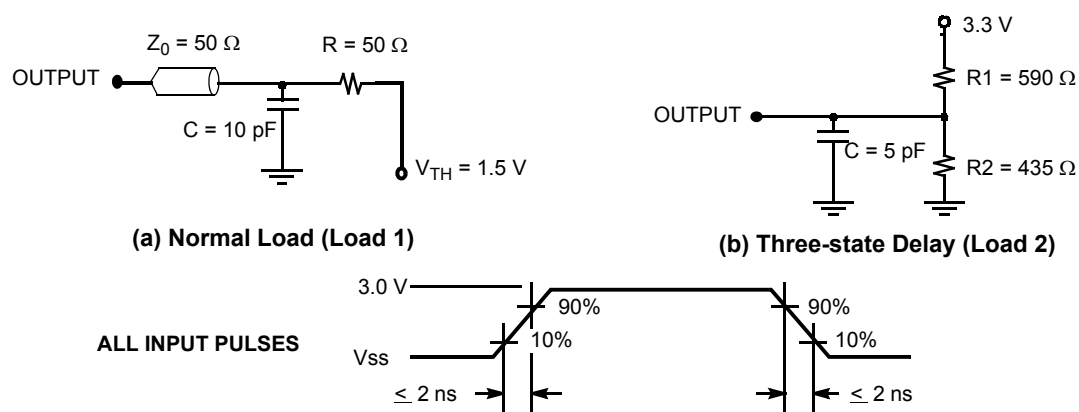 Z0 = 50 Ω
R = 50 Ω
OUTPUT
C = 10 pF
VTH = 1.5 V
(a) Normal Load (Load 1)
3.3 V
R1 = 590 Ω
OUTPUT
C = 5 pF
R2 = 435 Ω
(b) Three-state Delay (Load 2)
3.0 V
90%
90%
ALL INPUT PULSES
10%
10%
Vss
≤ 2 ns
≤ 2 ns